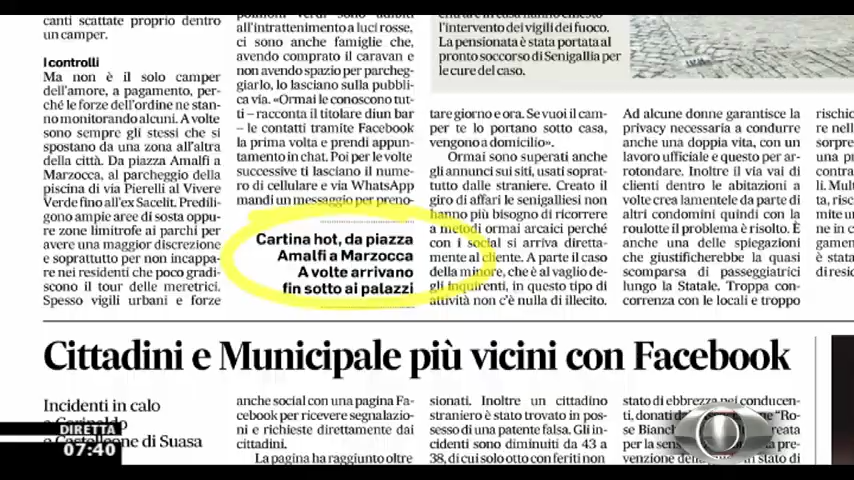 canti scattate proprio dentro
un camper.
I controlli
Ma non è il solo camper
dell'amore, a pagamento, per-
ché le forze dell'ordine ne stan-
no monitorando alcuni. A volte
sono sempre gli stessi che si
spostano da una zona all'altra
della città. Da piazza Amalfi a
Marzocca, al parcheggio della
piscina di via Pierelli al Vivere
Verde fino all'ex Sacelit. Predili-
gono ampie aree di sosta oppu-
re zone limitrofe ai parchi per
avere una maggior discrezione
e soprattutto per non incappa-
re nei residenti che poco gradi-
scono il tour delle meretrici.
Spesso vigili urbani e forze
all'intrattenimento a luci rosse,
ci sono anche famiglie che,
avendo comprato il caravan e
non avendo spazio per parcheg-
giarlo, lo lasciano sulla pubbli-
ca via. «Ormai le conoscono tut-
ti – racconta il titolare diun bar
– le contatti tramite Facebook
la prima volta e prendi appun-
tamento in chat. Poi per le volte
successive ti lasciano il nume-
ro di cellulare e via WhatsApp
mandi un messaggio per preno-
Cartina hot, da piazza
Amalfi a Marzocca
A volte arrivano
fin sotto ai palazzi
l'intervento dei vigili del fuoco.
La pensionata è stata portata al
pronto soccorso di Senigallia per
le cure del caso.
tare giorno e ora. Se vuoi il cam-
per te lo portano sotto casa,
vengono a domicilio».
Ormai sono superati anche
gli annunci sui siti, usati soprat-
tutto dalle straniere. Creato il
giro di affari le senigalliesi non
hanno più bisogno di ricorrere
a metodi ormai arcaici perché
con i social si arriva diretta-
mente al cliente. A parte il caso
della minore, che è al vaglio de-
gli inquirenti, in questo tipo di
attività non c'è nulla di illecito.
Ad alcune donne garantisce la
privacy necessaria a condurre
anche una doppia vita, con un
lavoro ufficiale e questo per ar-
rotondare. Inoltre il via vai di
clienti dentro le abitazioni a
volte crea lamentele da parte di
altri condomini quindi con la
roulotte il problema è risolto. È
anche una delle spiegazioni
che giustificherebbe la quasi
scomparsa di passeggiatrici
lungo la Statale. Troppa con-
correnza con le locali e troppo
Cittadini e Municipale più vicini con Facebook
Incidenti in calo
a Castelleone di Suasa
anche social con una pagina Fa-
cebook per ricevere segnalazio-
ni e richieste direttamente dai
cittadini.
La pagina ha raggiunto oltre
sionati. Inoltre un cittadino
straniero è stato trovato in pos-
sesso di una patente falsa. Gli in-
cidenti sono diminuiti da 43 a
38, di cui solo otto con feriti non
stato di ebbrezza nei conducen-
DIRETTA
07:40